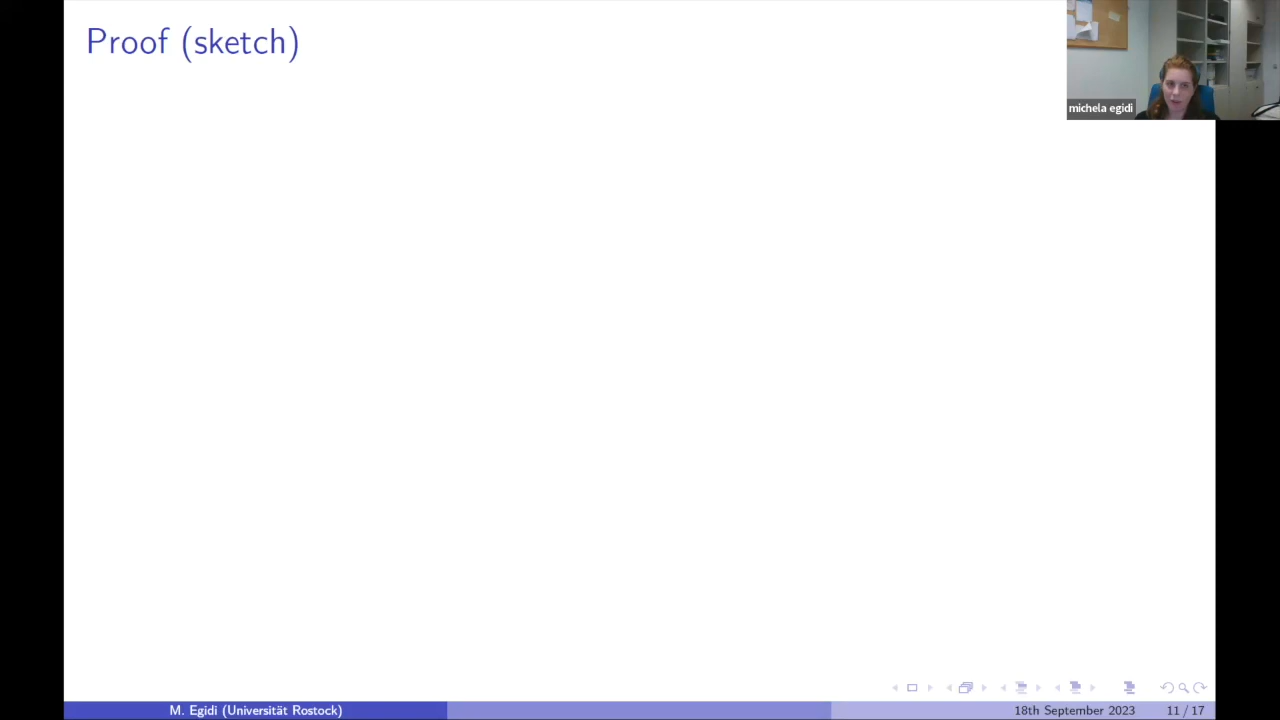 Proof (sketch)
michela egidi
M. Egidi (Universität Rostock)
18th September 2023
11 / 17